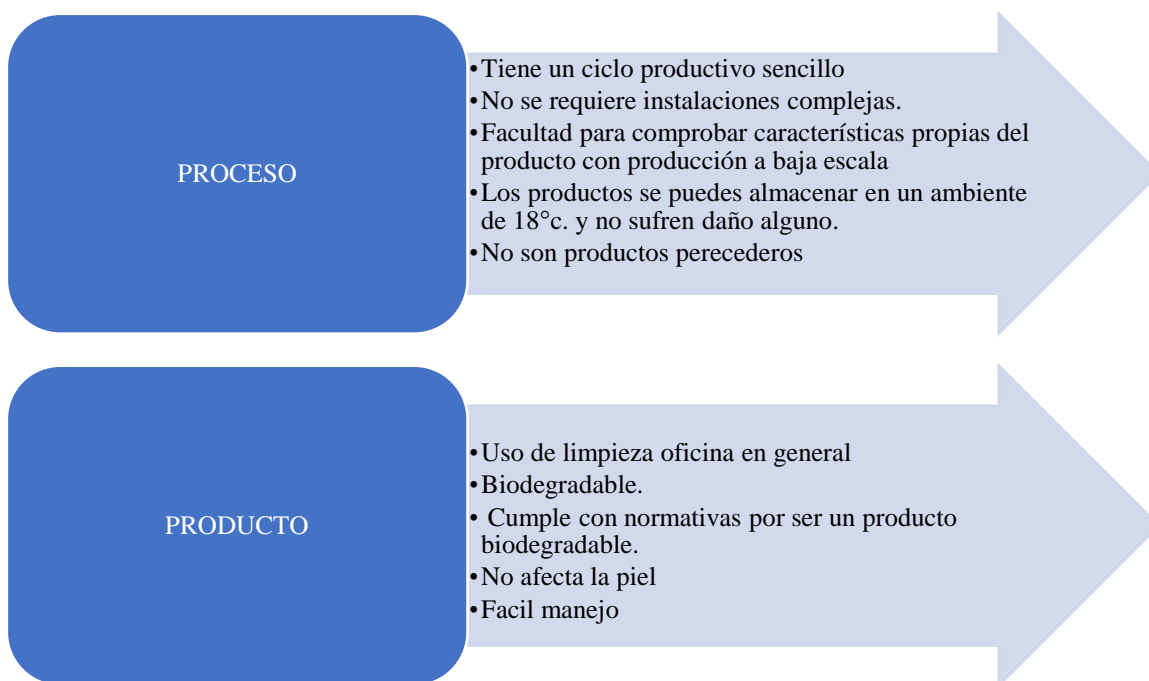 PROCESO
•Tiene un ciclo productivo sencillo
•No se requiere instalaciones complejas.
•Facultad para comprobar características propias del
producto con producción a baja escala
•Los productos se puedes almacenar en un ambiente
de 18°c. y no sufren daño alguno.
•No son productos perecederos
PRODUCTO
•Uso de limpieza oficina en general
•Biodegradable.
• Cumple con normativas por ser un producto
biodegradable.
•No afecta la piel
•Facil manejo